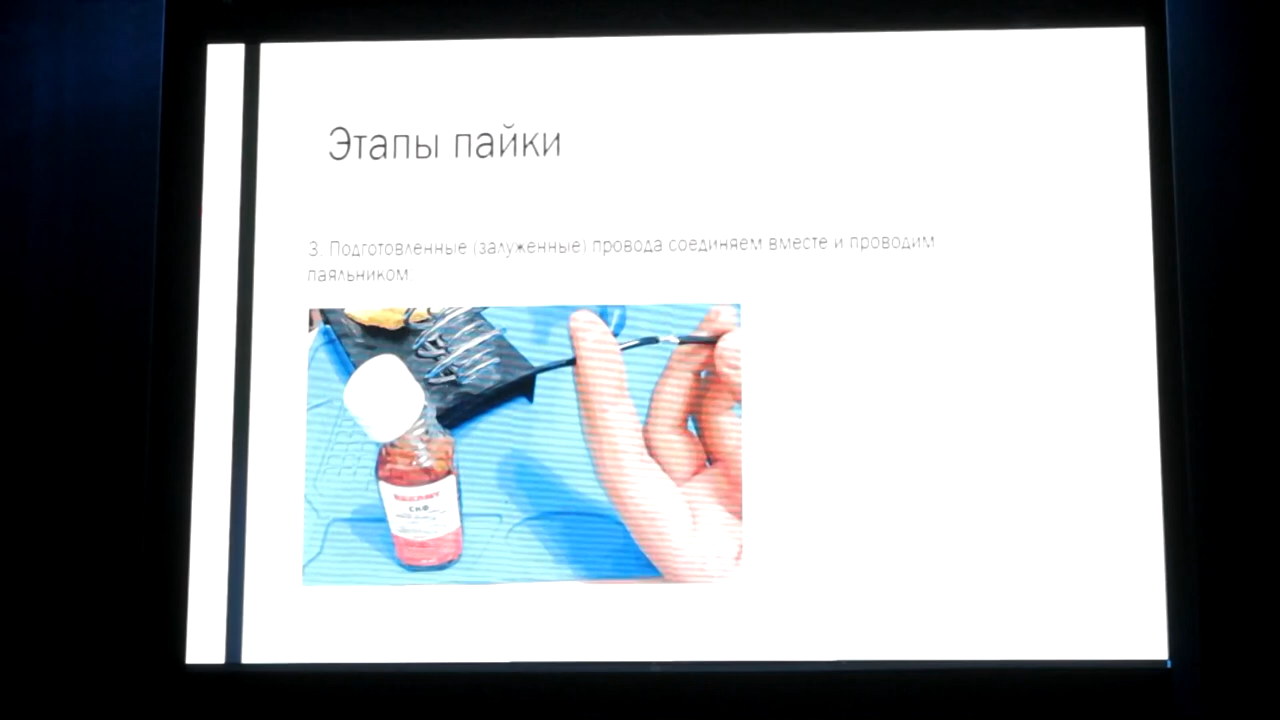 Этапы пайки
3. Подготовленные (залуженные) провода соединяем вместе и проводим
паяльником
СКФ